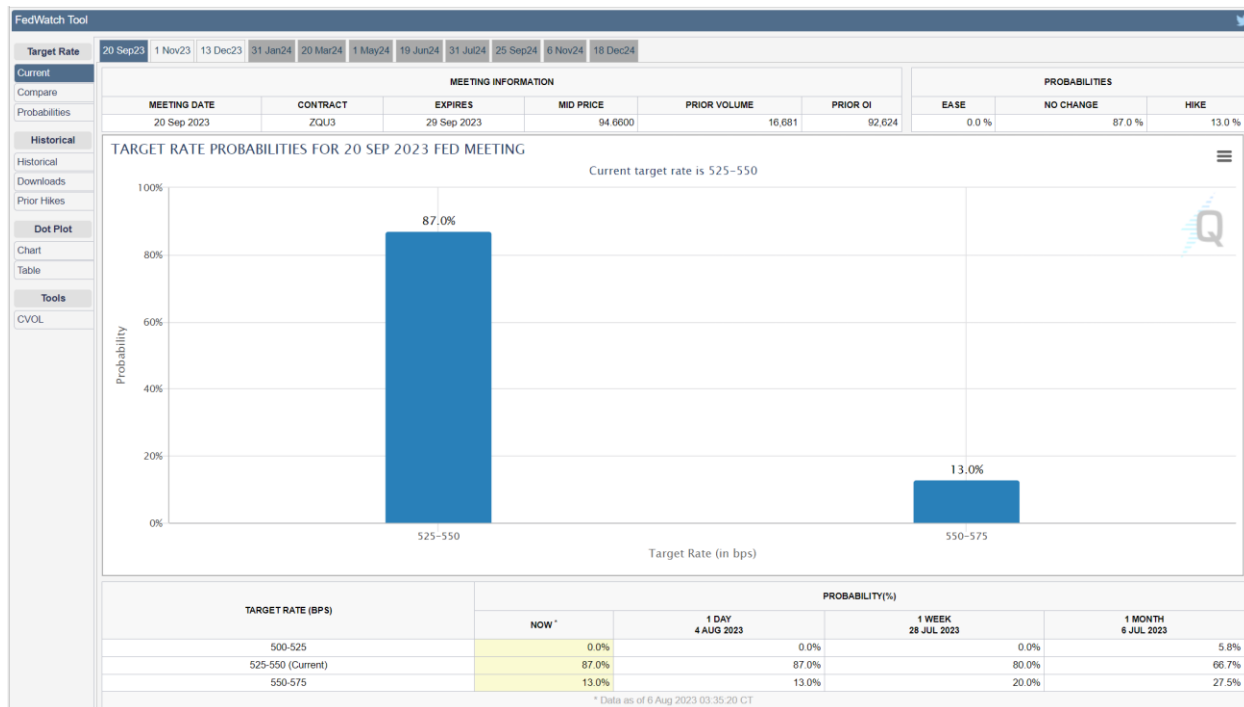 FedWatch Tool
Target Rate
Current
Compare
Probabilities
Historical
Historical
Downloads
Prior Hikes
Dot Plot
Chart
Table
Tools
CVOL
20 Sep23 1 Nov23 13 Dec23 31 Jan24 20 Mar24 1 May24 19 Jun24 31 Jul24 25 Sep24 6 Nov24 18 Dec24
MEETING INFORMATION
MEETING DATE CONTRACT EXPIRES MID PRICE PRIOR VOLUME PRIOR OI
20 Sep 2023 ZQU3 29 Sep 2023 94.6600 16,681 92,624
PROBABILITIES
EASE NO CHANGE HIKE
0.0 % 87.0 % 13.0 %
TARGET RATE PROBABILITIES FOR 20 SEP 2023 FED MEETING
Current target rate is 525-550
Probability
100%
80%
60%
40%
20%
0%
87.0%
13.0%
Q
525-550 550-575
Target Rate (in bps)
TARGET RATE (BPS) PROBABILITY(%)
NOW * 1 DAY 1 WEEK 1 MONTH
4 AUG 2023 28 JUL 2023 6 JUL 2023
500-525 0.0% 0.0% 0.0% 5.8%
525-550 (Current) 87.0% 87.0% 80.0% 66.7%
550-575 13.0% 13.0% 20.0% 27.5%
* Data as of 6 Aug 2023 03:35:20 CT